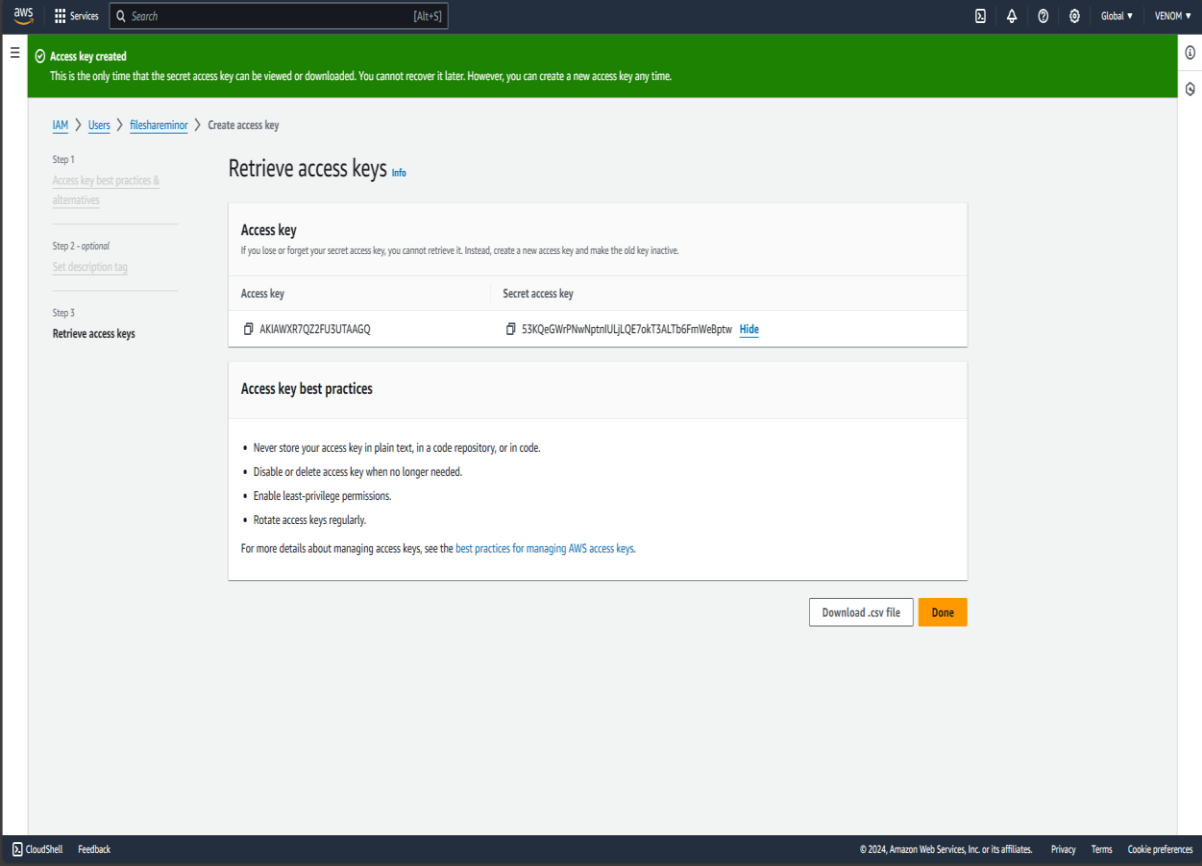 aws
Services
Search
[Alt+S]
Global
VENOM
Access key created
This is the only time that the secret access key can be viewed or downloaded. You cannot recover it later. However, you can create a new access key any time.
IAM
Users
fileshareminor
Create access key
Step 1
Access key best practices &
alternatives
Step 2 - optional
Set description tag
Step 3
Retrieve access keys
Retrieve access keys Info
Access key
If you lose or forget your secret access key, you cannot retrieve it. Instead, create a new access key and make the old key inactive.
Access key
Secret access key
AKIAWXR7QZ2FU3UTAAGQ
Hide
Access key best practices
• Never store your access key in plain text, in a code repository, or in code.
• Disable or delete access key when no longer needed.
• Enable least-privilege permissions.
• Rotate access keys regularly.
For more details about managing access keys, see the best practices for managing AWS access keys.
Download .csv file
Done
CloudShell
Feedback
© 2024, Amazon Web Services, Inc. or its affiliates.
Privacy
Terms
Cookie preferences